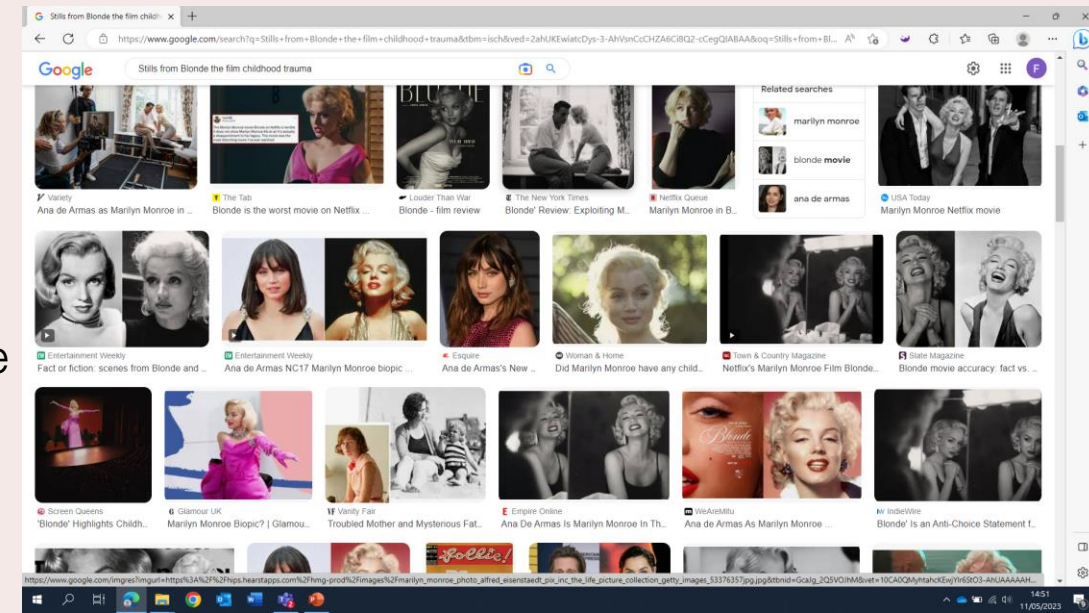 Stills from Blonde the film childh
https://www.google.com/search?q=Stills+from+Blonde+the+film+childhood+trauma&tbm=isch&ved=2ahUKEwiatcDys-3-AhVsnCcCHZA6Ci8Q2-cCegQIABAA&oq=Stills+from+Bl...
Google
Stills from Blonde the film childhood trauma
F
BLONDE
Related searches
marilyn monroe
blonde movie
ana de armas
Variety
Ana de Armas as Marilyn Monroe in ...
The Tab
Blonde is the worst movie on Netflix ...
Louder Than War
Blonde - film review
The New York Times
Blonde' Review: Exploiting M...
Netflix Queue
Marilyn Monroe in B...
USA Today
Marilyn Monroe Netflix movie
e
Entertainment Weekly
Fact or fiction: scenes from Blonde and ...
Entertainment Weekly
Ana de Armas NC17 Marilyn Monroe biopic ...
Esquire
Ana de Armas's New ...
Woman & Home
Did Marilyn Monroe have any child...
Town & Country Magazine
Netflix's Marilyn Monroe Film Blonde...
Slate Magazine
Blonde movie accuracy: fact vs. ...
Blonde
Screen Queens
'Blonde' Highlights Childh...
Glamour UK
Marilyn Monroe Biopic? | Glamou...
Vanity Fair
Troubled Mother and Mysterious Fat...
Empire Online
Ana De Armas Is Marilyn Monroe In Th...
WeAreMitu
Ana de Armas As Marilyn Monroe ...
IndieWire
Blonde' Is an Anti-Choice Statement f...
14:51
11/05/2023